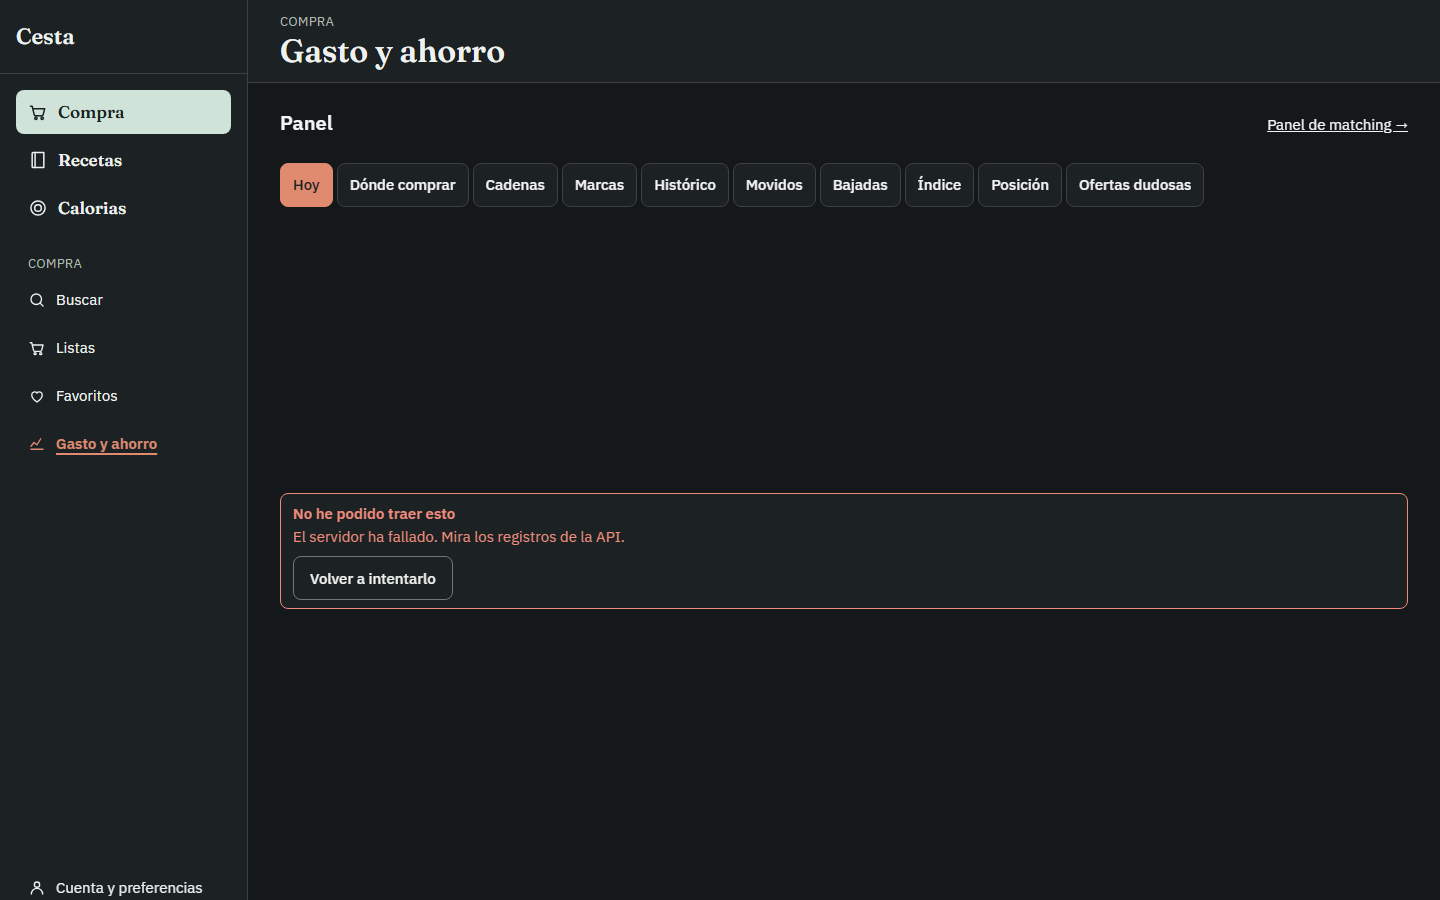 Cesta
Compra
Recetas
Calorias
COMPRA
Buscar
Listas
Favoritos
Gasto y ahorro
Cuenta y preferencias
COMPRA
Gasto y ahorro
Panel
Panel de matching →
Hoy
Dónde comprar
Cadenas
Marcas
Histórico
Movidos
Bajadas
Índice
Posición
Ofertas dudosas
No he podido traer esto
El servidor ha fallado. Mira los registros de la API.
Volver a intentarlo